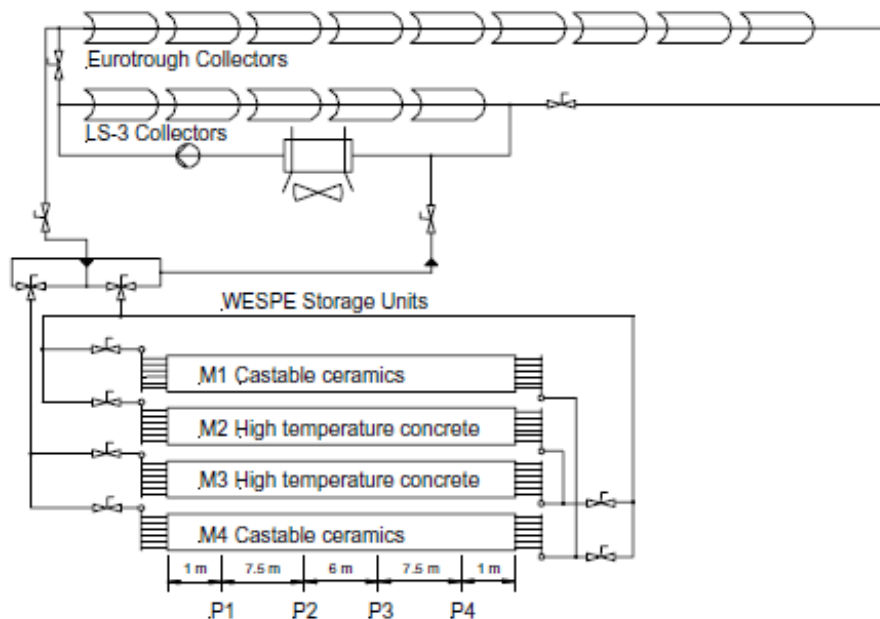 Eurotrough Collectors
LS-3 Collectors
WESPE Storage Units
M1 Castable ceramics
M2 High temperature concrete
M3 High temperature concrete
M4 Castable ceramics
1 m 7.5 m 6 m 7.5 m 1 m
P1 P2 P3 P4